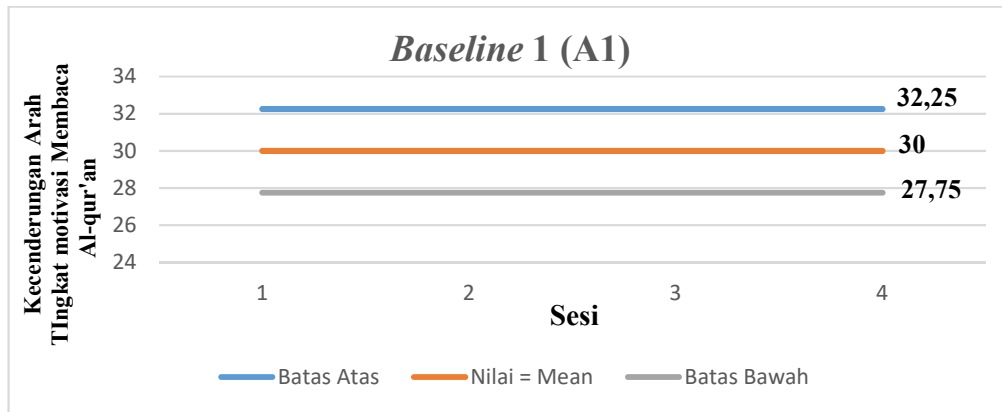 Baseline 1 (A1)
Kecenderungan Arah
TIngkat motivasi Membaca
Al-qur'an
34
32
30
28
26
24
32,25
30
27,75
1 2 3 4
Sesi
Batas Atas Nilai = Mean Batas Bawah